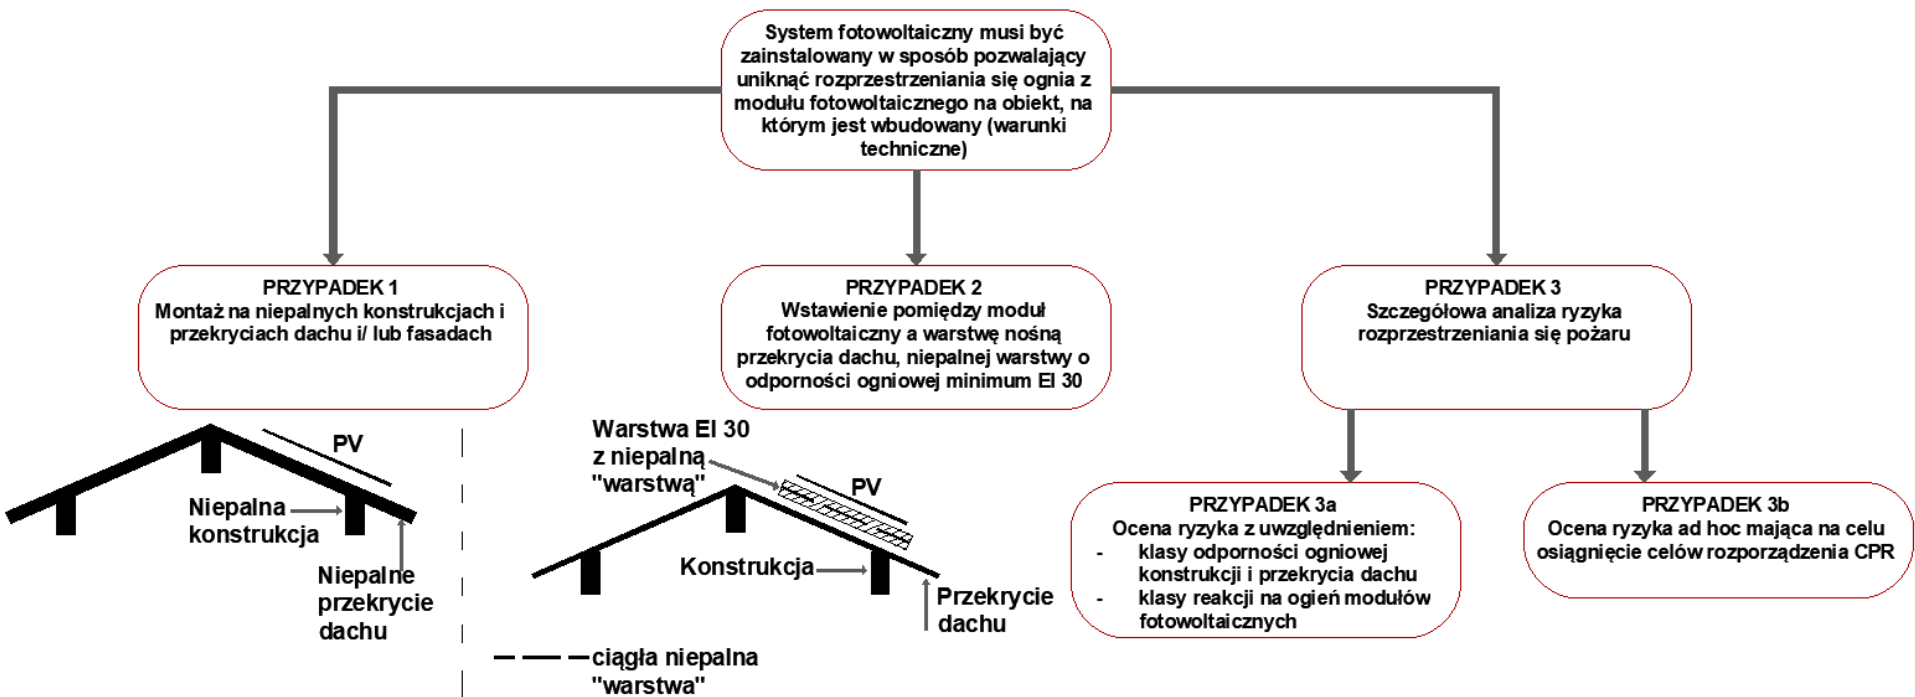 System fotowoltaiczny musi być
zainstalowany w sposób pozwalający
uniknąć rozprzestrzeniania się ognia z
modułu fotowoltaicznego na obiekt, na
którym jest wbudowany (warunki
techniczne)
PRZYPADEK 1
Montaż na niepalnych konstrukcjach i
przekryciach dachu i/ lub fasadach
PRZYPADEK 2
Wstawienie pomiędzy moduł
fotowoltaiczny a warstwę nośną
przekrycia dachu, niepalnej warstwy o
odporności ogniowej minimum EI 30
PRZYPADEK 3
Szczegółowa analiza ryzyka
rozprzestrzeniania się pożaru
PV
Niepalna
konstrukcja
Niepalne
przekrycie
dachu
Warstwa EI 30
z niepalną
"warstwą"
PV
Konstrukcja
Przekrycie
dachu
ciągła niepalna
"warstwa"
PRZYPADEK 3a
Ocena ryzyka z uwzględnieniem:
- klasy odporności ogniowej
konstrukcji i przekrycia dachu
- klasy reakcji na ogień modułów
fotowoltaicznych
PRZYPADEK 3b
Ocena ryzyka ad hoc mająca na celu
osiągnięcie celów rozporządzenia CPR